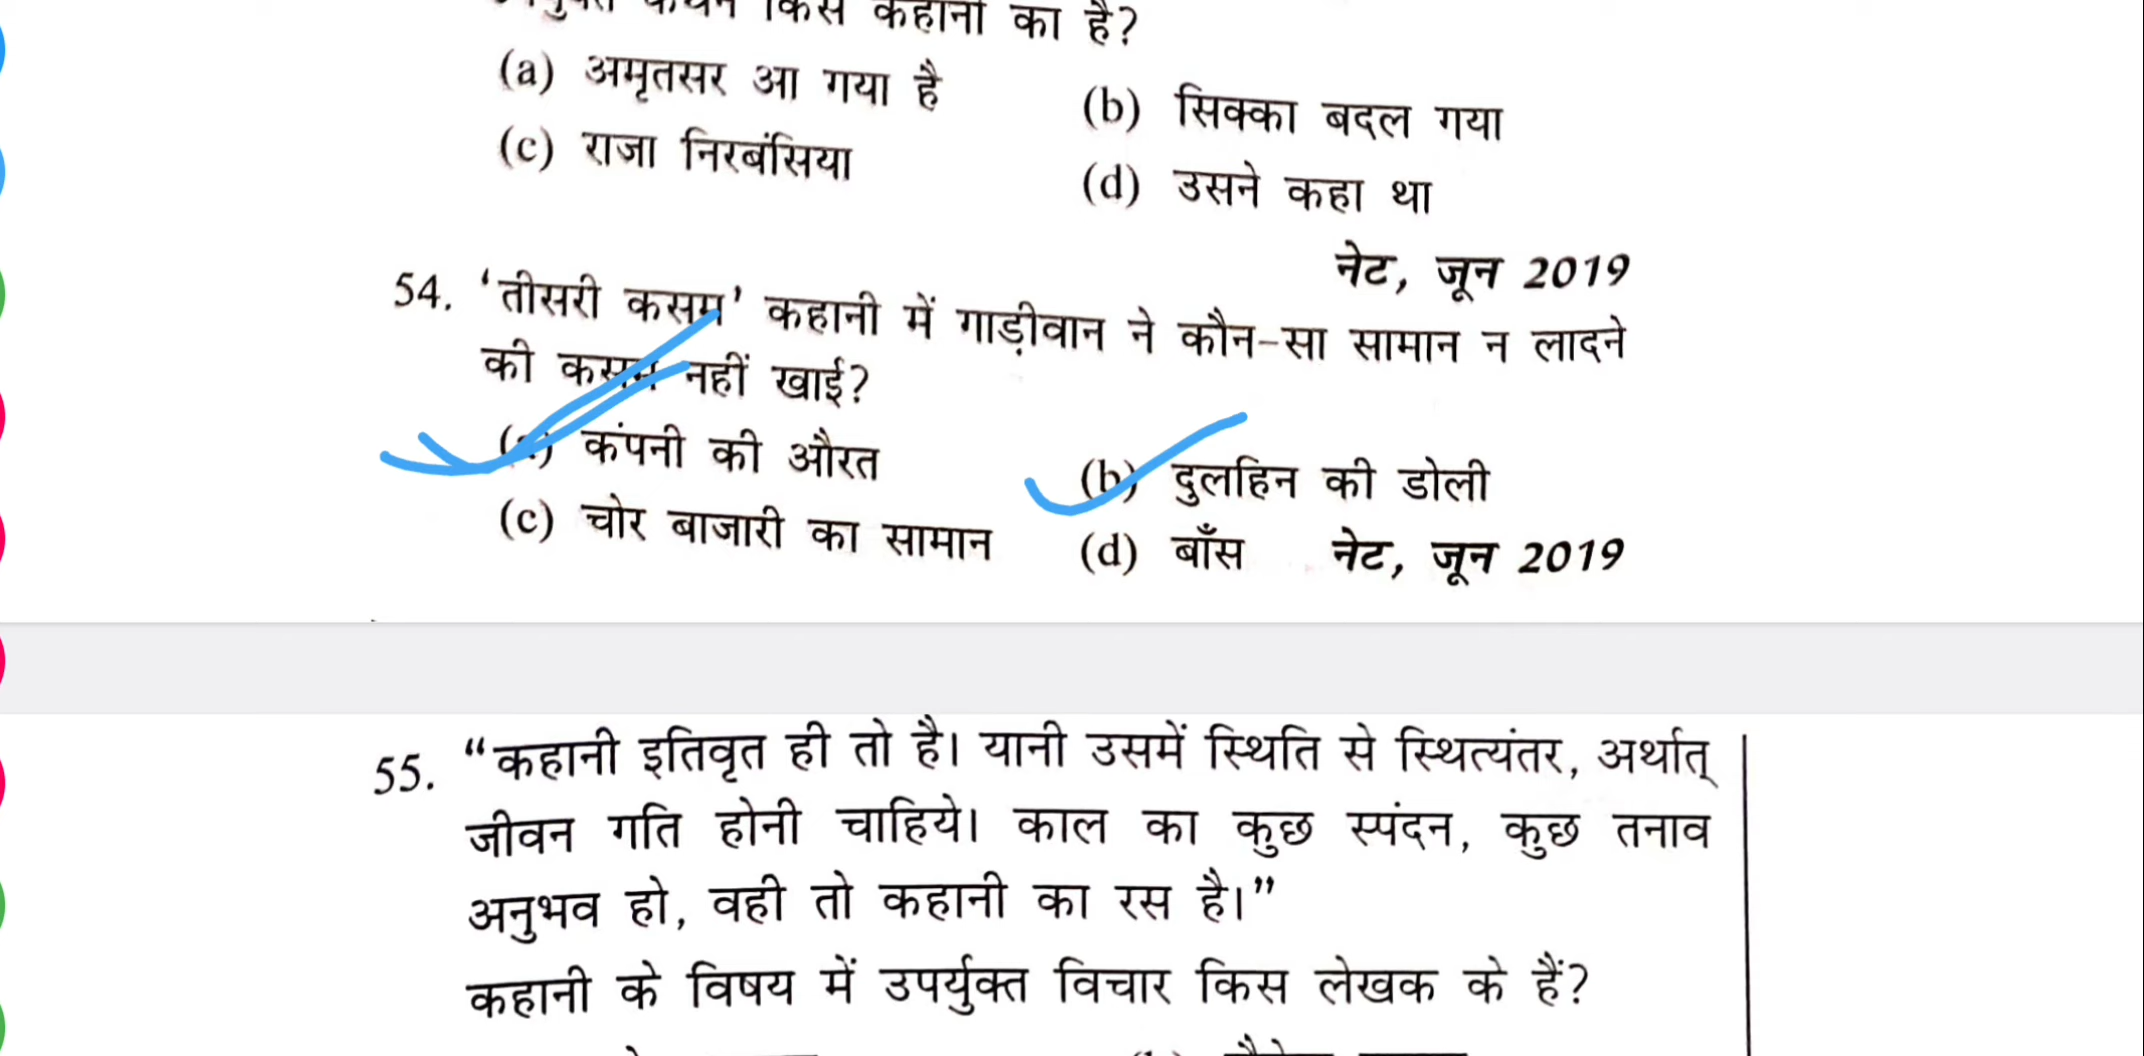 किस कहानी का है?
(a) अमृतसर आ गया है (b) सिक्का बदल गया
(c) राजा निरबंसिया (d) उसने कहा था
नेट, जून 2019
54. ‘तीसरी कसम’ कहानी में गाड़ीवान ने कौन-सा सामान न लादने
की कसम नहीं खाई?
(a) कंपनी की औरत (b) दुलहिन की डोली
(c) चोर बाजारी का सामान (d) बाँस नेट, जून 2019
55. “कहानी इतिवृत ही तो है। यानी उसमें स्थिति से स्थित्यंतर, अर्थात्
जीवन गति होनी चाहिये। काल का कुछ स्पंदन, कुछ तनाव
अनुभव हो, वही तो कहानी का रस है।”
कहानी के विषय में उपर्युक्त विचार किस लेखक के हैं?